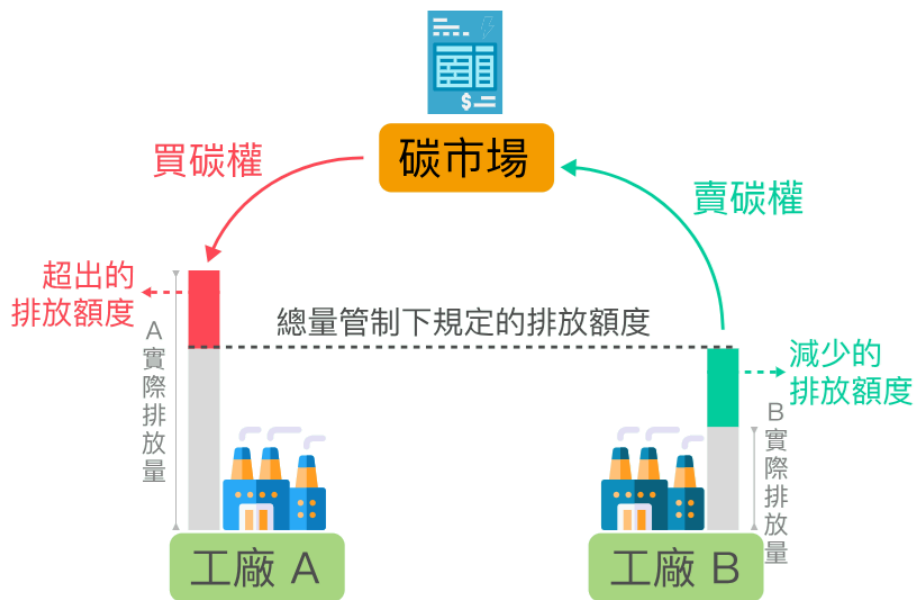 $
碳市場
買碳權
賣碳權
超出的
排放額度
總量管制下規定的排放額度
減少的
排放額度
A實際排放量
B實際排放量
工廠 A
工廠 B